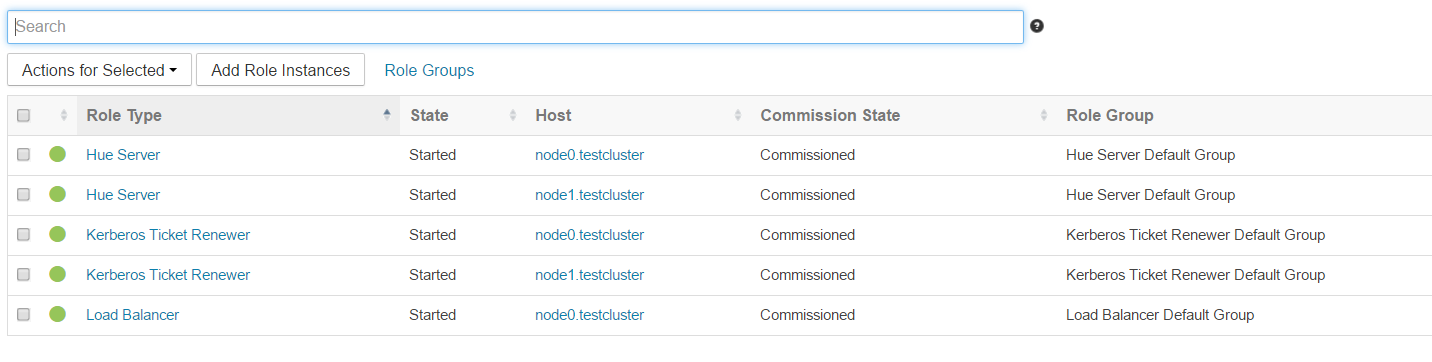 Search
?
Actions for Selected Add Role Instances Role Groups
Role Type State Host Commission State Role Group
Hue Server Started node0.testcluster Commissioned Hue Server Default Group
Hue Server Started node1.testcluster Commissioned Hue Server Default Group
Kerberos Ticket Renewer Started node0.testcluster Commissioned Kerberos Ticket Renewer Default Group
Kerberos Ticket Renewer Started node1.testcluster Commissioned Kerberos Ticket Renewer Default Group
Load Balancer Started node0.testcluster Commissioned Load Balancer Default Group